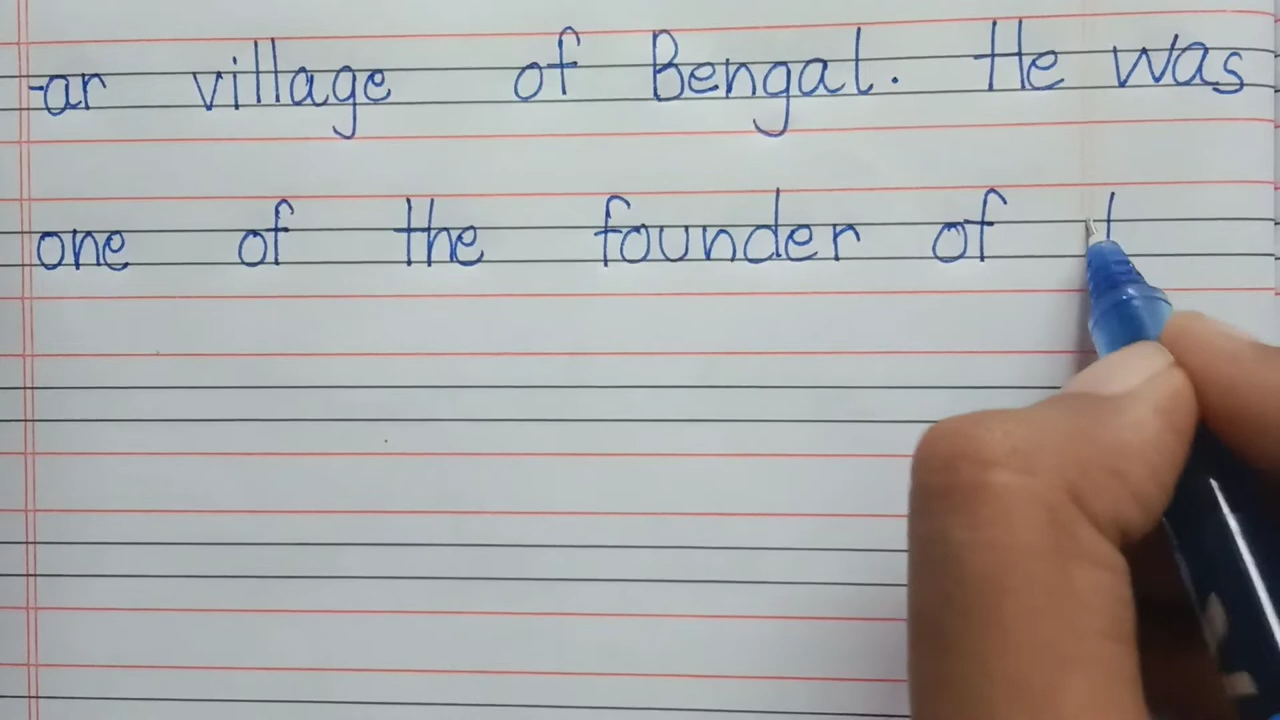 -ar village of Bengal. He was
one of the founder of